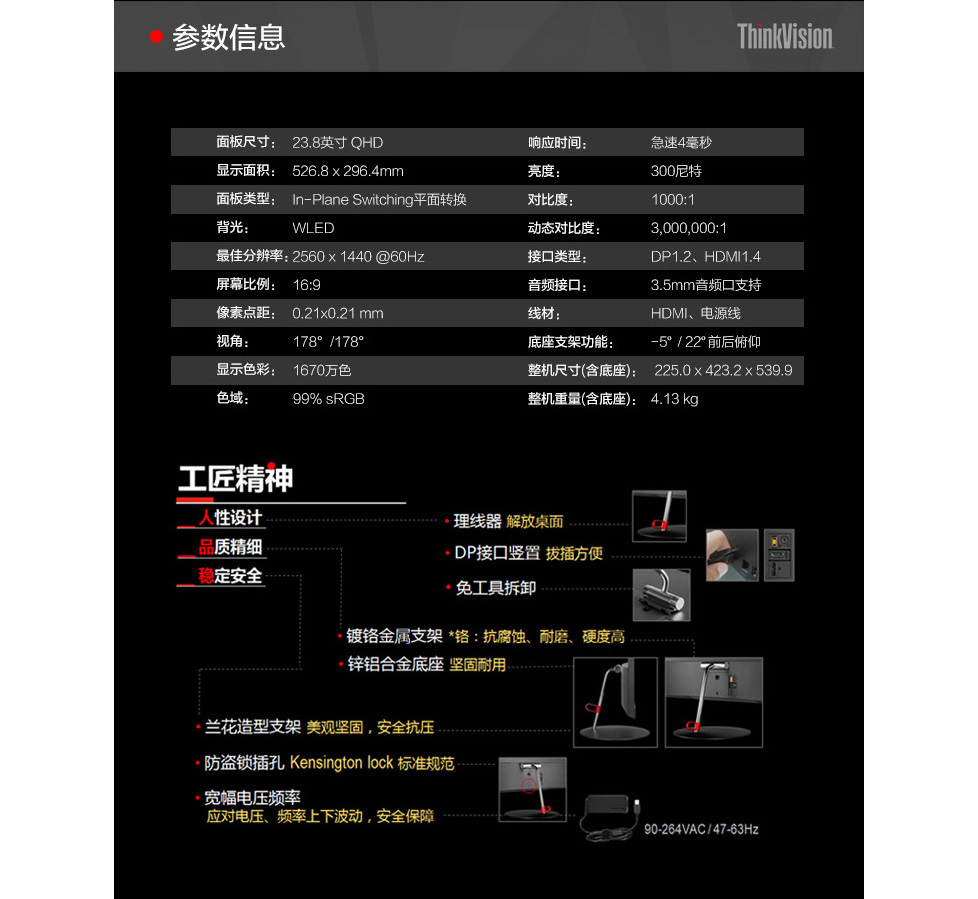 参数信息
ThinkVision
面板尺寸： 23.8英寸 QHD 响应时间： 急速4毫秒
显示面积： 526.8 x 296.4mm 亮度： 300尼特
面板类型： In-Plane Switching平面转换 对比度： 1000:1
背光： WLED 动态对比度： 3,000,000:1
最佳分辨率： 2560 x 1440 @60Hz 接口类型： DP1.2、HDMI1.4
屏幕比例： 16:9 音频接口： 3.5mm音频口支持
像素点距： 0.21x0.21 mm 线材： HDMI、电源线
视角： 178° /178° 底座支架功能： -5° / 22°前后俯仰
显示色彩： 1670万色 整机尺寸(含底座)： 225.0 x 423.2 x 539.9
色域： 99% sRGB 整机重量(含底座)： 4.13 kg
工匠精神
人性设计
品质精细
稳定安全
理线器 解放桌面
DP接口竖置 拔插方便
免工具拆卸
镀铬金属支架 *铬：抗腐蚀、耐磨、硬度高
锌铝合金底座 坚固耐用
兰花造型支架 美观坚固，安全抗压
防盗锁插孔 Kensington lock 标准规范
宽幅电压频率
应对电压、频率上下波动，安全保障
90-264VAC / 47-63Hz